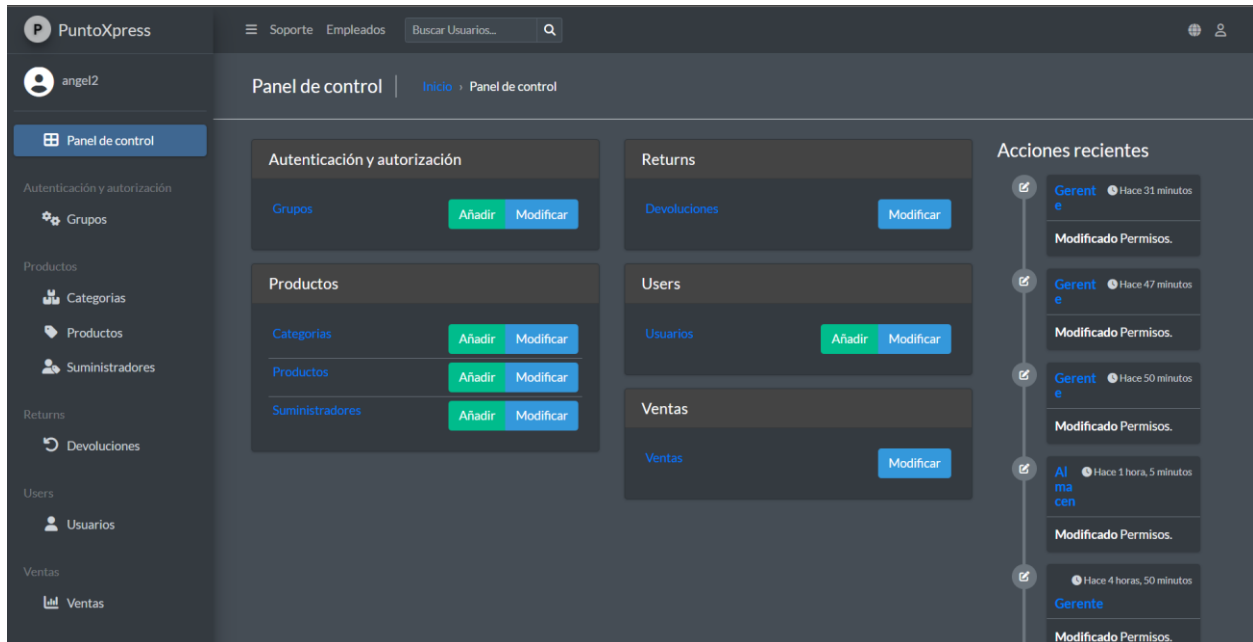 P PuntoXpress
Soporte Empleados Buscar Usuarios...
angel2
Panel de control
Autenticación y autorización
Grupos
Productos
Categorias
Productos
Suministradores
Returns
Devoluciones
Users
Usuarios
Ventas
Ventas
Panel de control Inicio › Panel de control
Autenticación y autorización
Grupos Añadir Modificar
Productos
Categorias Añadir Modificar
Productos Añadir Modificar
Suministradores Añadir Modificar
Returns
Devoluciones Modificar
Users
Usuarios Añadir Modificar
Ventas
Ventas Modificar
Acciones recientes
Gerent Hace 31 minutos
e
Modificado Permisos.
Gerent Hace 47 minutos
e
Modificado Permisos.
Gerent Hace 50 minutos
e
Modificado Permisos.
Al Hace 1 hora, 5 minutos
ma
cen
Modificado Permisos.
Hace 4 horas, 50 minutos
Gerente
Modificado Permisos.